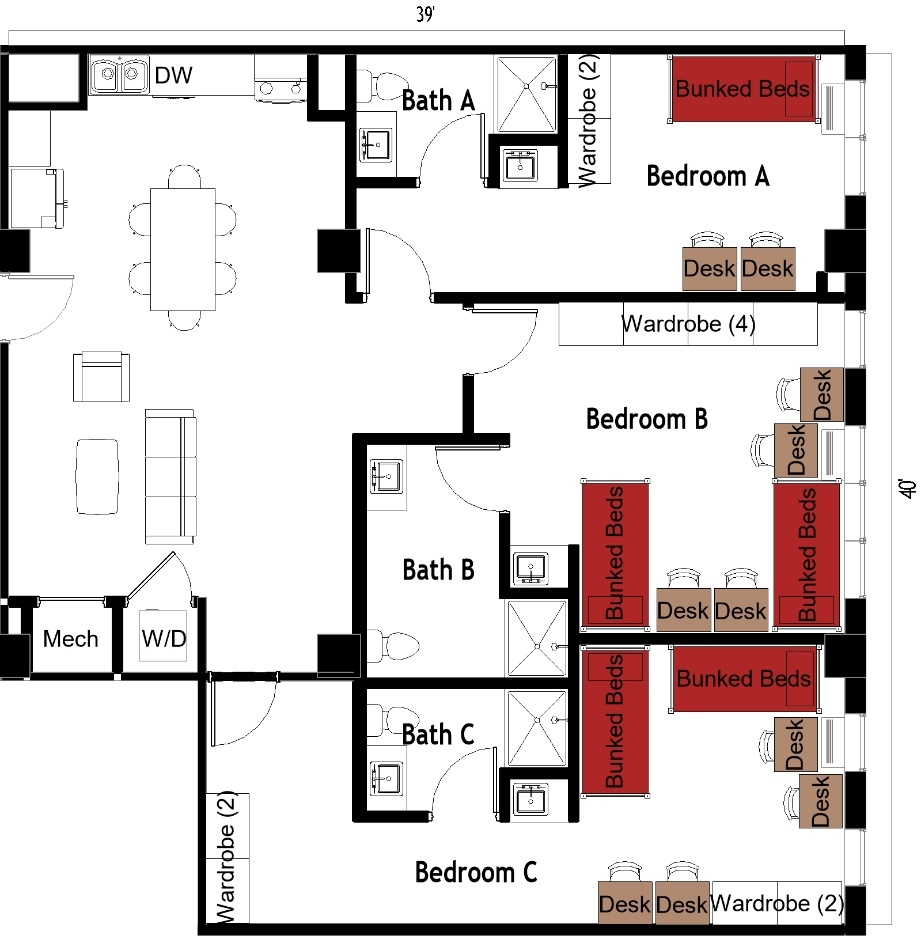 39'
DW
Bath A
Wardrobe (2)
Bunked Beds
Bedroom A
Desk
Desk
Wardrobe (4)
Desk
Bedroom B
Desk
Bunked Beds
Bunked Beds
40'
Bath B
Desk
Desk
Mech
W/D
Bunked Beds
Bunked Beds
Bath C
Desk
Desk
Wardrobe (2)
Bedroom C
Desk
Desk
Wardrobe (2)